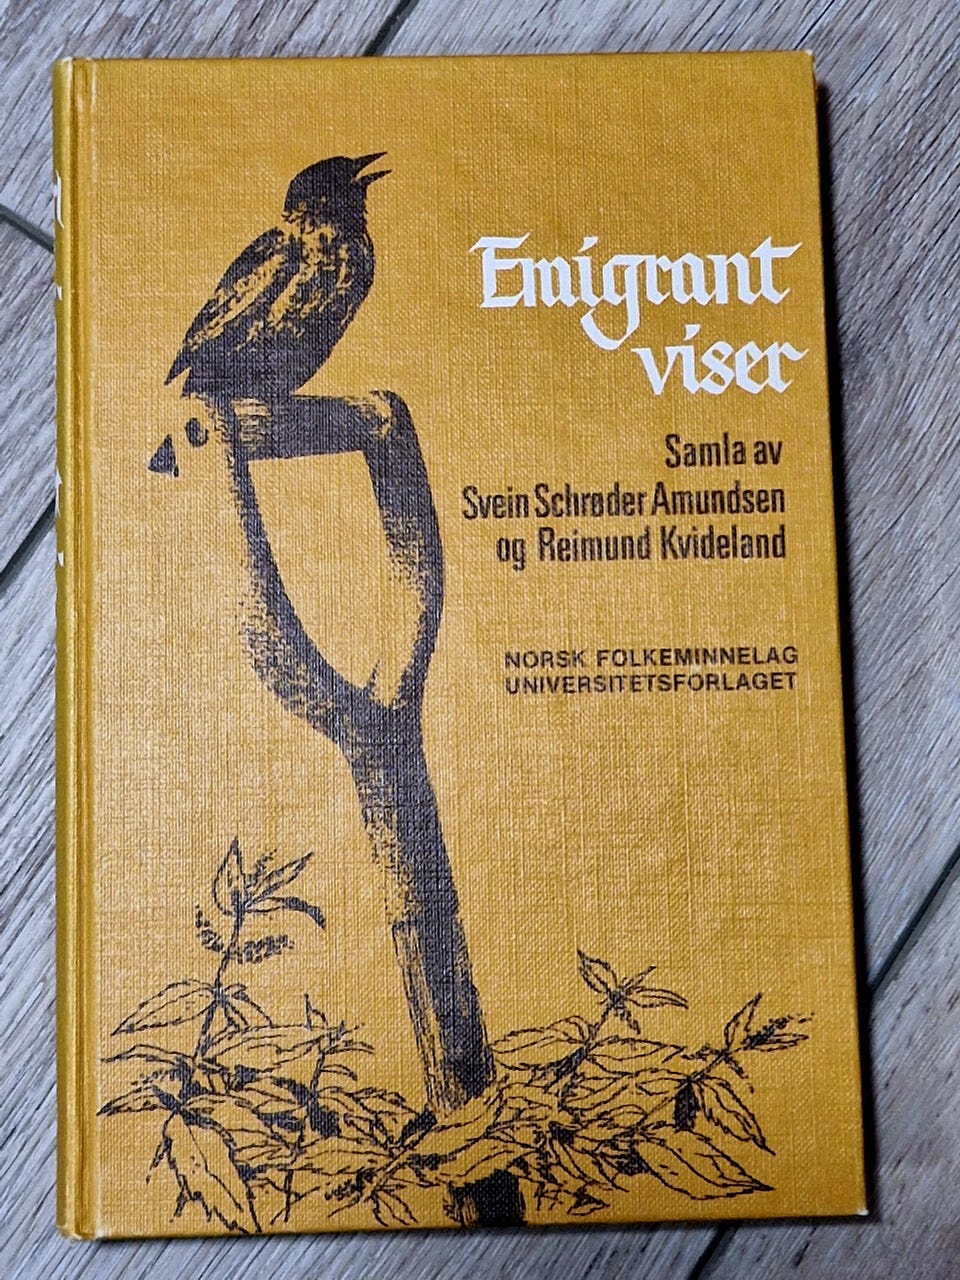 Emigrant
viser
Samla av
Svein Schrøder Amundsen
og Reimund Kvideland
NORSK FOLKEMINNELAG
UNIVERSITETSFORLAGET